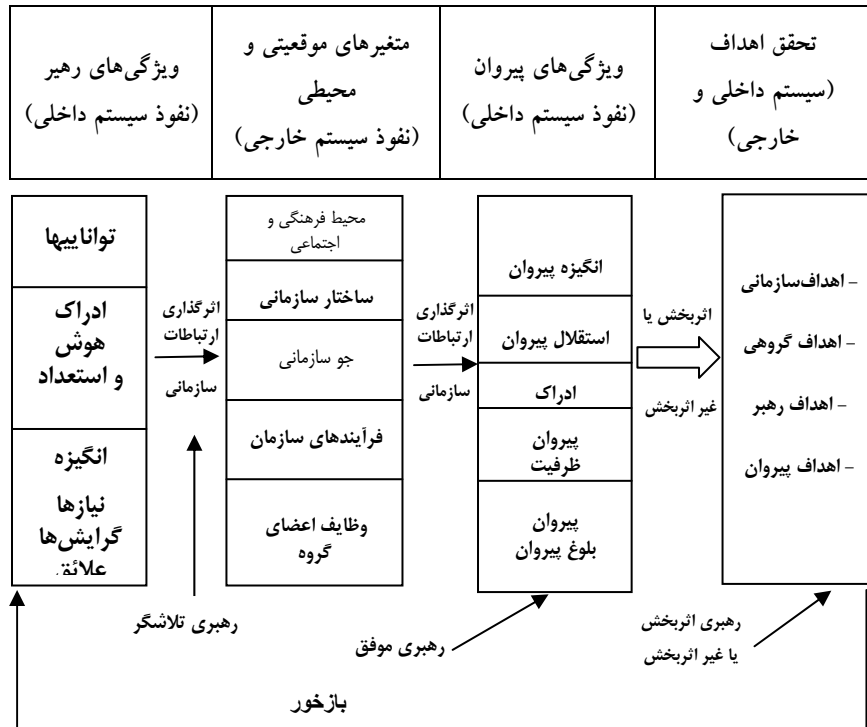 ویژگی‌های رهیر
(نفوذ سیستم داخلی)
متغیرهای موقعیتی و
محیطی
(نفوذ سیستم خارجی)
ویژگی‌های پیروان
(نفوذ سیستم داخلی)
تحقق اهداف
(سیستم داخلی و
خارجی)
تواناییها
ادراک
هوش
و استعداد
انگیزه
نیازها
گرایش‌ها
علائق
اثرگذاری
ارتباطات
سازمانی
محیط فرهنگی و
اجتماعی
ساختار سازمانی
جو سازمانی
فرآیندهای سازمان
وظایف اعضای
گروه
اثرگذاری
ارتباطات
سازمانی
انگیزه پیروان
استقلال پیروان
ادراک
پیروان
ظرفیت
پیروان
بلوغ پیروان
اثربخش یا
غیر اثربخش
– اهداف‌سازمانی
– اهداف گروهی
– اهداف رهبر
– اهداف پیروان
رهبری تلاشگر
رهبری موفق
رهبری اثربخش
یا غیر اثربخش
بازخور